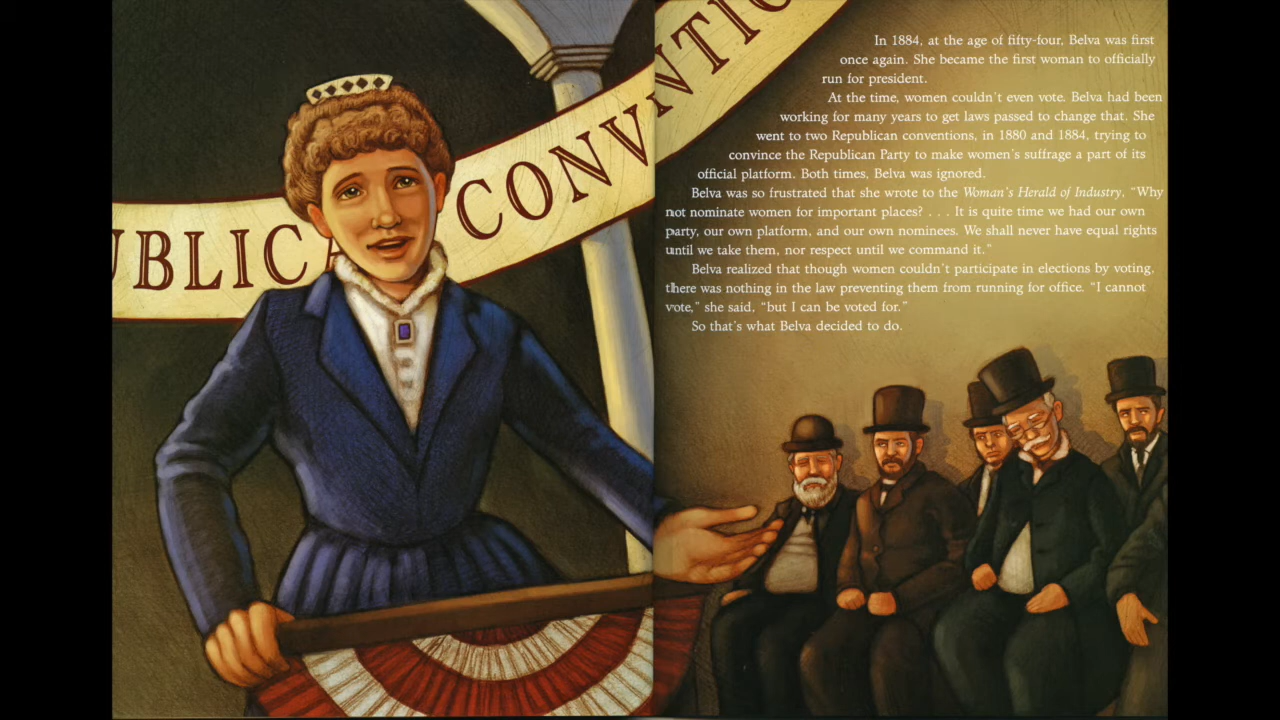 UBLICA CONVNTIO
In 1884, at the age of fifty-four, Belva was first
once again. She became the first woman to officially
run for president.
At the time, women couldn't even vote. Belva had been
working for many years to get laws passed to change that. She
went to two Republican conventions, in 1880 and 1884, trying to
convince the Republican Party to make women's suffrage a part of its
official platform. Both times, Belva was ignored.
Belva was so frustrated that she wrote to the Woman's Herald of Industry, "Why
not nominate women for important places? . . . It is quite time we had our own
party, our own platform, and our own nominees. We shall never have equal rights
until we take them, nor respect until we command it."
Belva realized that though women couldn't participate in elections by voting,
there was nothing in the law preventing them from running for office. "I cannot
vote," she said, "but I can be voted for."
So that's what Belva decided to do.